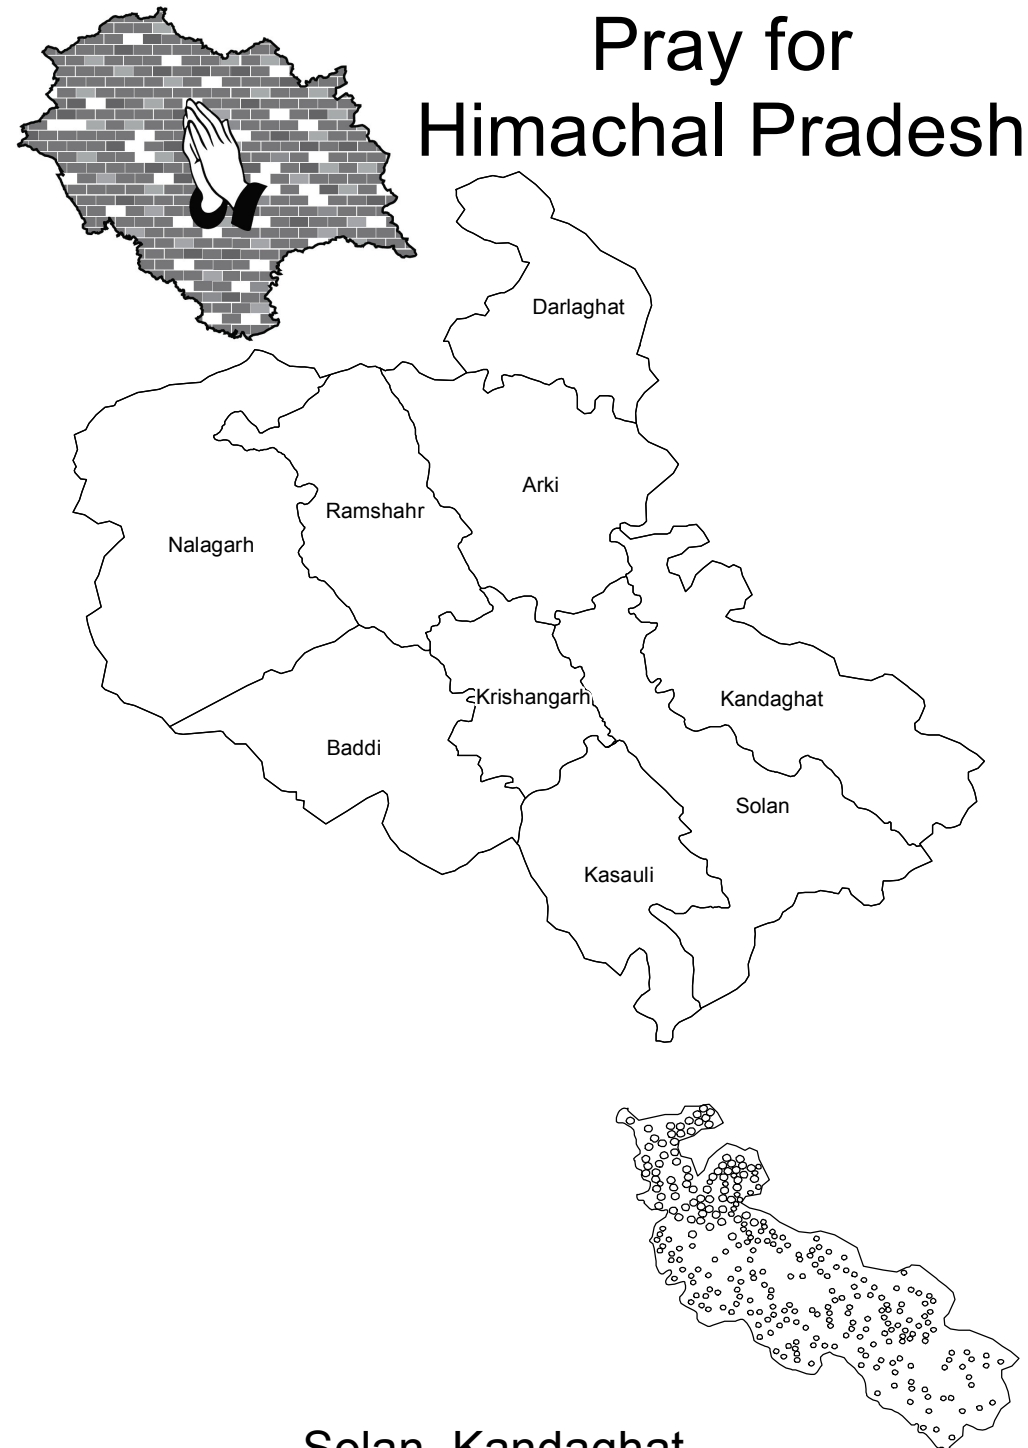 Pray for
Himachal Pradesh
Darlaghat
Arki
Ramshahr
Nalagarh
Krishangarh
Kandaghat
Baddi
Solan
Kasauli
Solan, Kandaghat